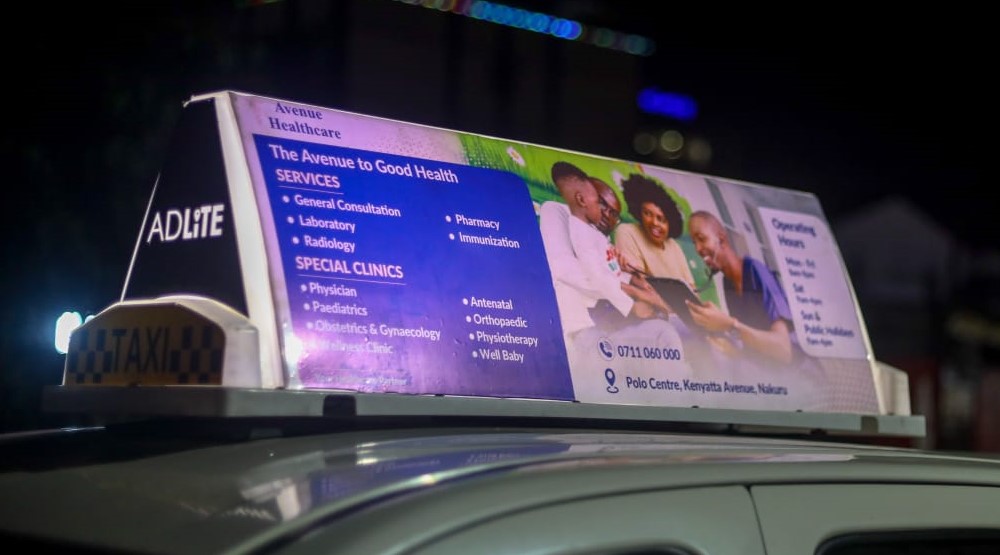 Avenue
Healthcare
The Avenue to Good Health
SERVICES
• General Consultation
• Laboratory
• Radiology
• Pharmacy
• Immunization
SPECIAL CLINICS
• Physician
• Paediatrics
• Obstetrics & Gynaecology
Wellness Clinic
• Antenatal
• Orthopaedic
• Physiotherapy
• Well Baby
0711 060 000
Polo Centre, Kenyatta Avenue, Nakuru
Operating
Hours
Mon - Fri
Sat
Sun &
Public Holidays
ADLiTE
TAXI